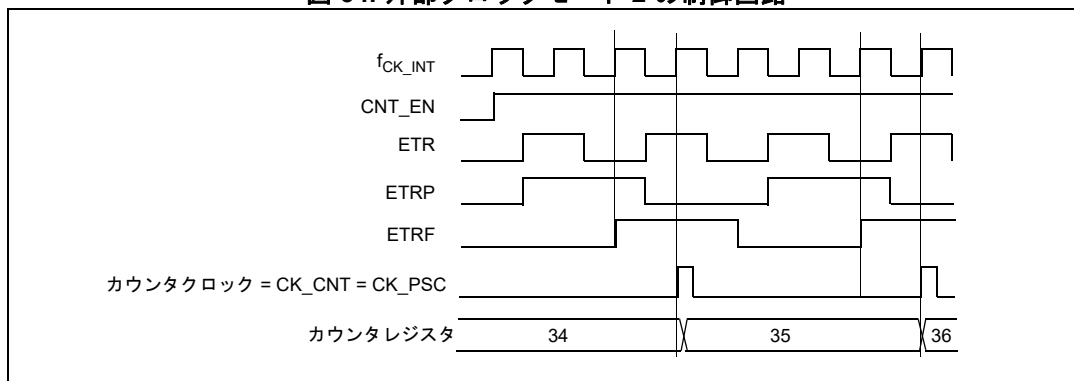 f_CK_INT
CNT_EN
ETR
ETRP
ETRF
カウンタクロック = CK_CNT = CK_PSC
カウンタレジスタ 34 35 36